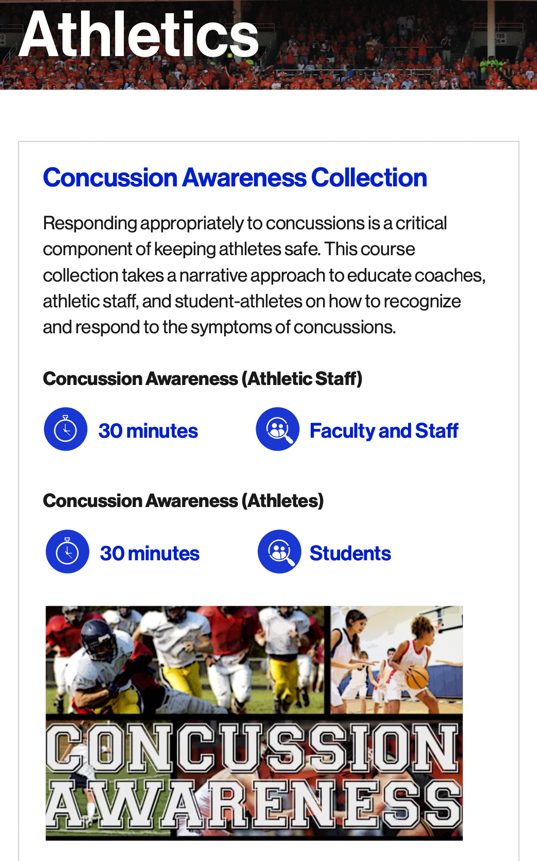 Athletics
Concussion Awareness Collection
Responding appropriately to concussions is a critical
component of keeping athletes safe. This course
collection takes a narrative approach to educate coaches,
athletic staff, and student-athletes on how to recognize
and respond to the symptoms of concussions.
Concussion Awareness (Athletic Staff)
30 minutes
Faculty and Staff
Concussion Awareness (Athletes)
30 minutes
Students
CONCUSSION
AWARENESS